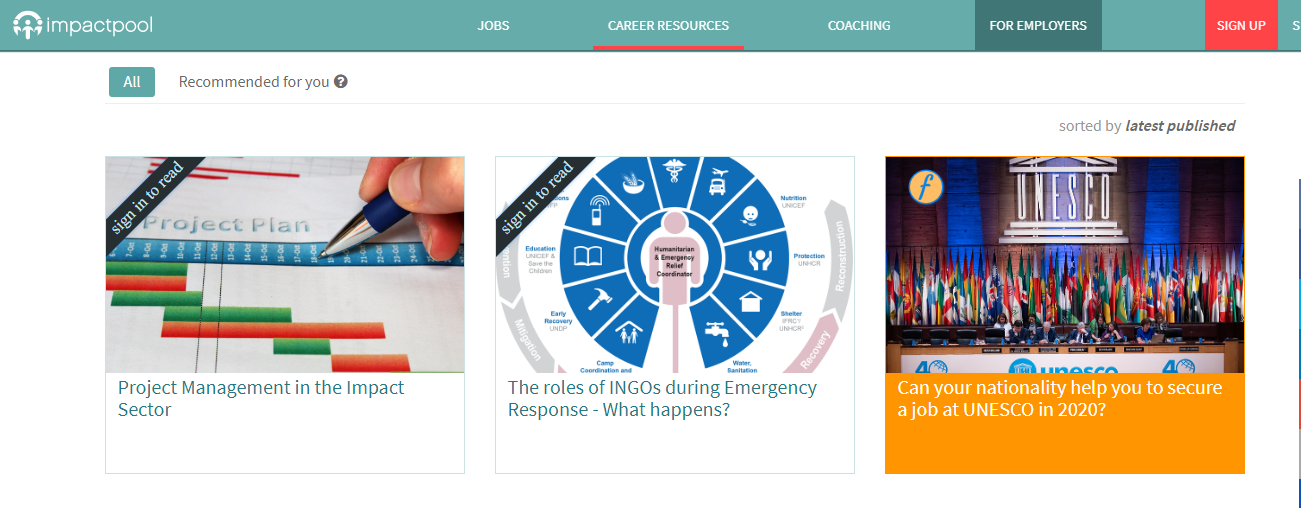 impactpool
JOBS
CAREER RESOURCES
COACHING
FOR EMPLOYERS
SIGN UP
S
All
Recommended for you ?
sorted by latest published
sign in to read
Project Plan
Project Management in the Impact
Sector
sign in to read
Nutrition
UNICEF
Education
UNICEF &
Save the
Children
Humanitarian
& Emergency
Relief
Coordinator
Protection
UNHCR
Reconstruction
Early
Recovery
UNDP
Shelter
IFRC¹/
UNHCR²
Mitigation
Recovery
Camp
Coordination and
Water,
Sanitation
The roles of INGOs during Emergency
Response - What happens?
f
UNESCO
unesco
Can your nationality help you to secure
a job at UNESCO in 2020?